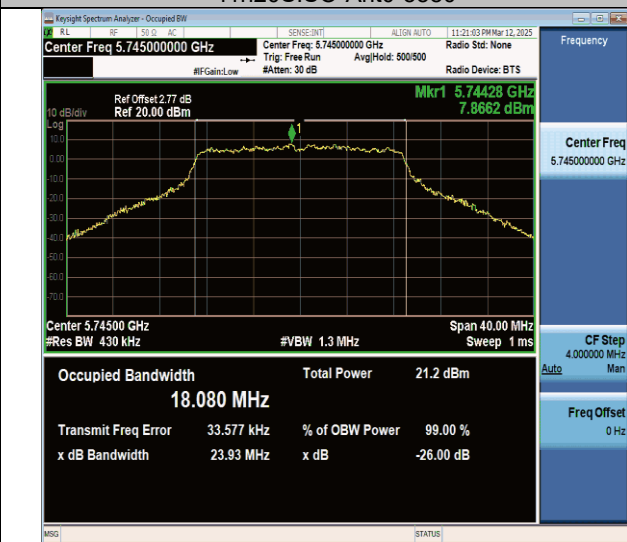 Keysight Spectrum Analyzer - Occupied BW
RL RF 50 Ω AC SENSE:INT ALIGN AUTO 11:21:03 PM Mar 12, 2025
Center Freq 5.745000000 GHz
Center Freq: 5.745000000 GHz
Radio Std: None
Trig: Free Run Avg|Hold: 500/500
#IFGain:Low #Atten: 30 dB Radio Device: BTS
Frequency
Mkr1 5.74428 GHz
7.8662 dBm
Ref Offset 2.77 dB
10 dB/div Ref 20.00 dBm
Log
10.0
0.00
-10.0
-20.0
-30.0
-40.0
-50.0
-60.0
-70.0
1
Center 5.74500 GHz Span 40.00 MHz
#Res BW 430 kHz #VBW 1.3 MHz Sweep 1 ms
Center Freq
5.745000000 GHz
CF Step
4.000000 MHz
Auto Man
Freq Offset
0 Hz
Occupied Bandwidth Total Power 21.2 dBm
18.080 MHz
Transmit Freq Error 33.577 kHz % of OBW Power 99.00 %
x dB Bandwidth 23.93 MHz x dB -26.00 dB
MSG STATUS